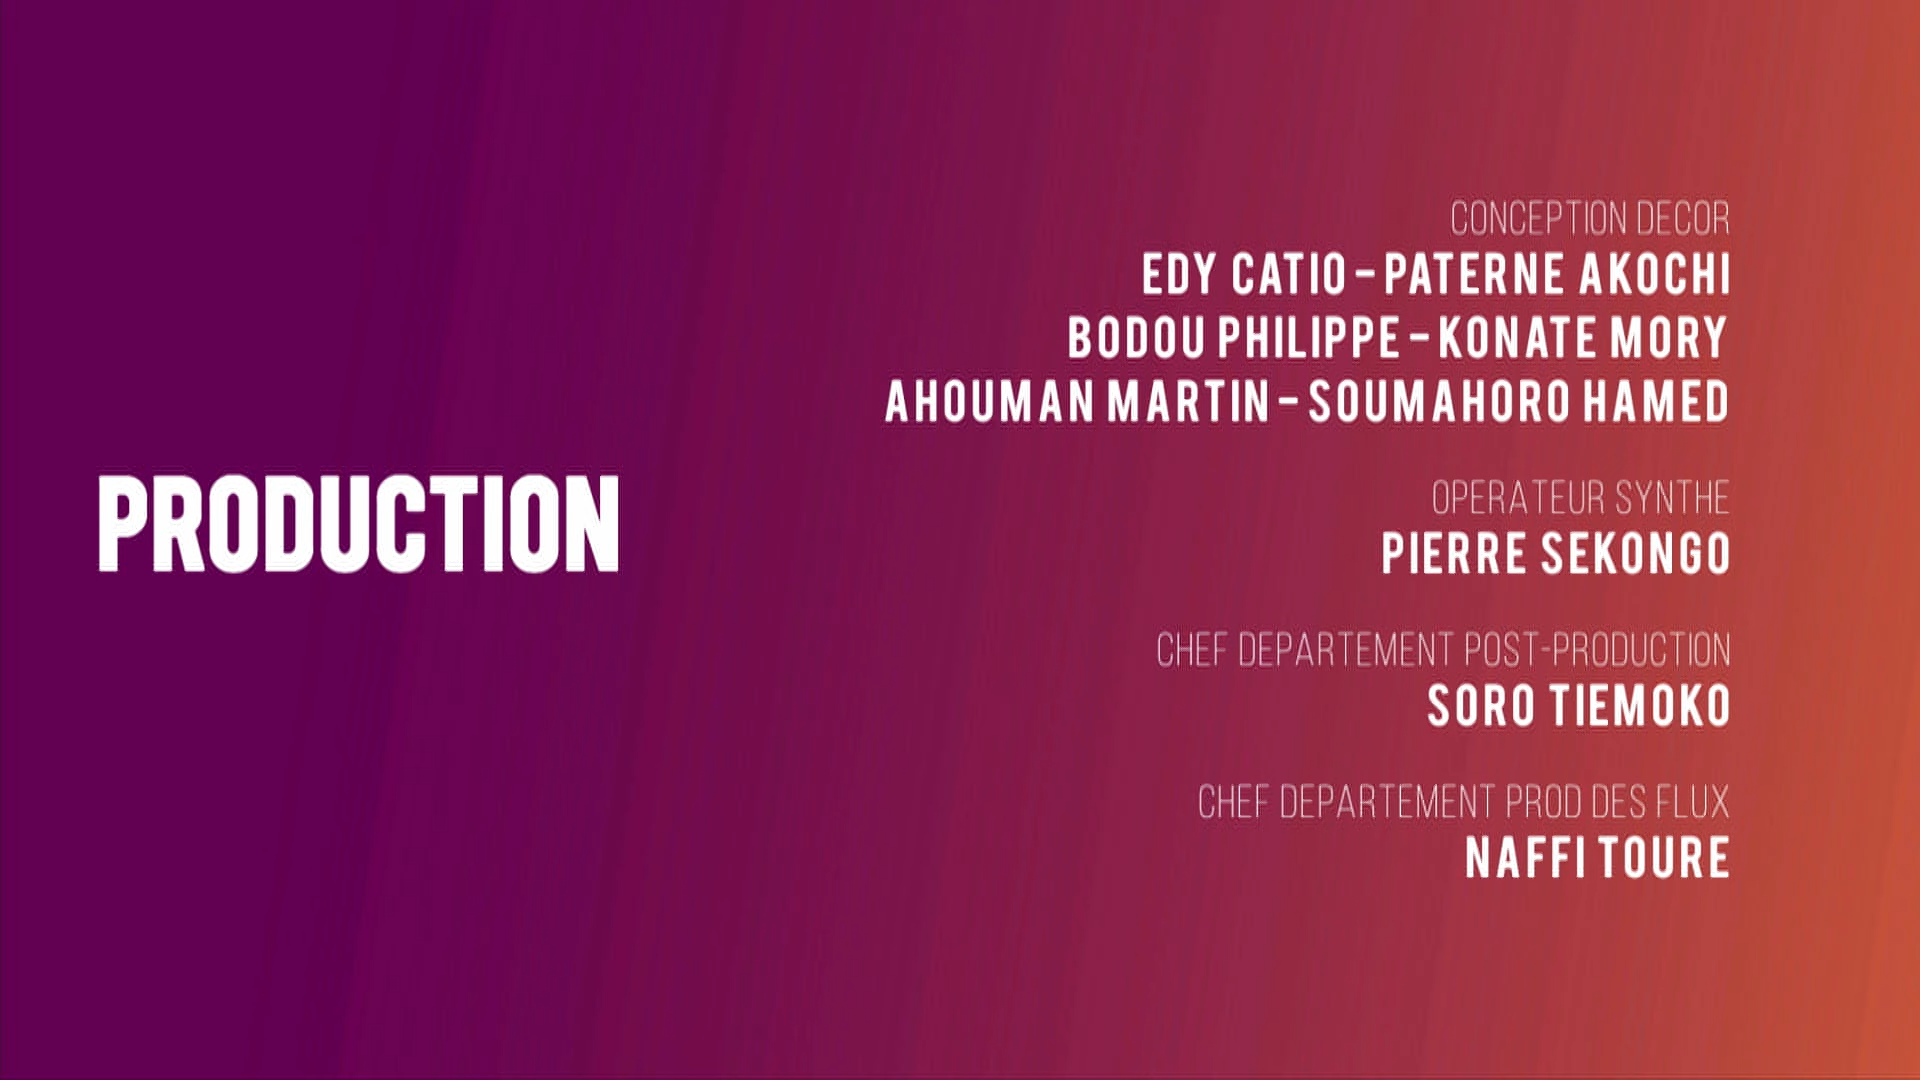 PRODUCTION
CONCEPTION DECOR
EDY CATIO – PATERNE AKOCHI
BODOU PHILIPPE – KONATE MORY
AHOUMAN MARTIN – SOUMAHORO HAMED
OPERATEUR SYNTHE
PIERRE SEKONGO
CHEF DEPARTEMENT POST-PRODUCTION
SORO TIEMOKO
CHEF DEPARTEMENT PROD DES FLUX
NAFFI TOURE